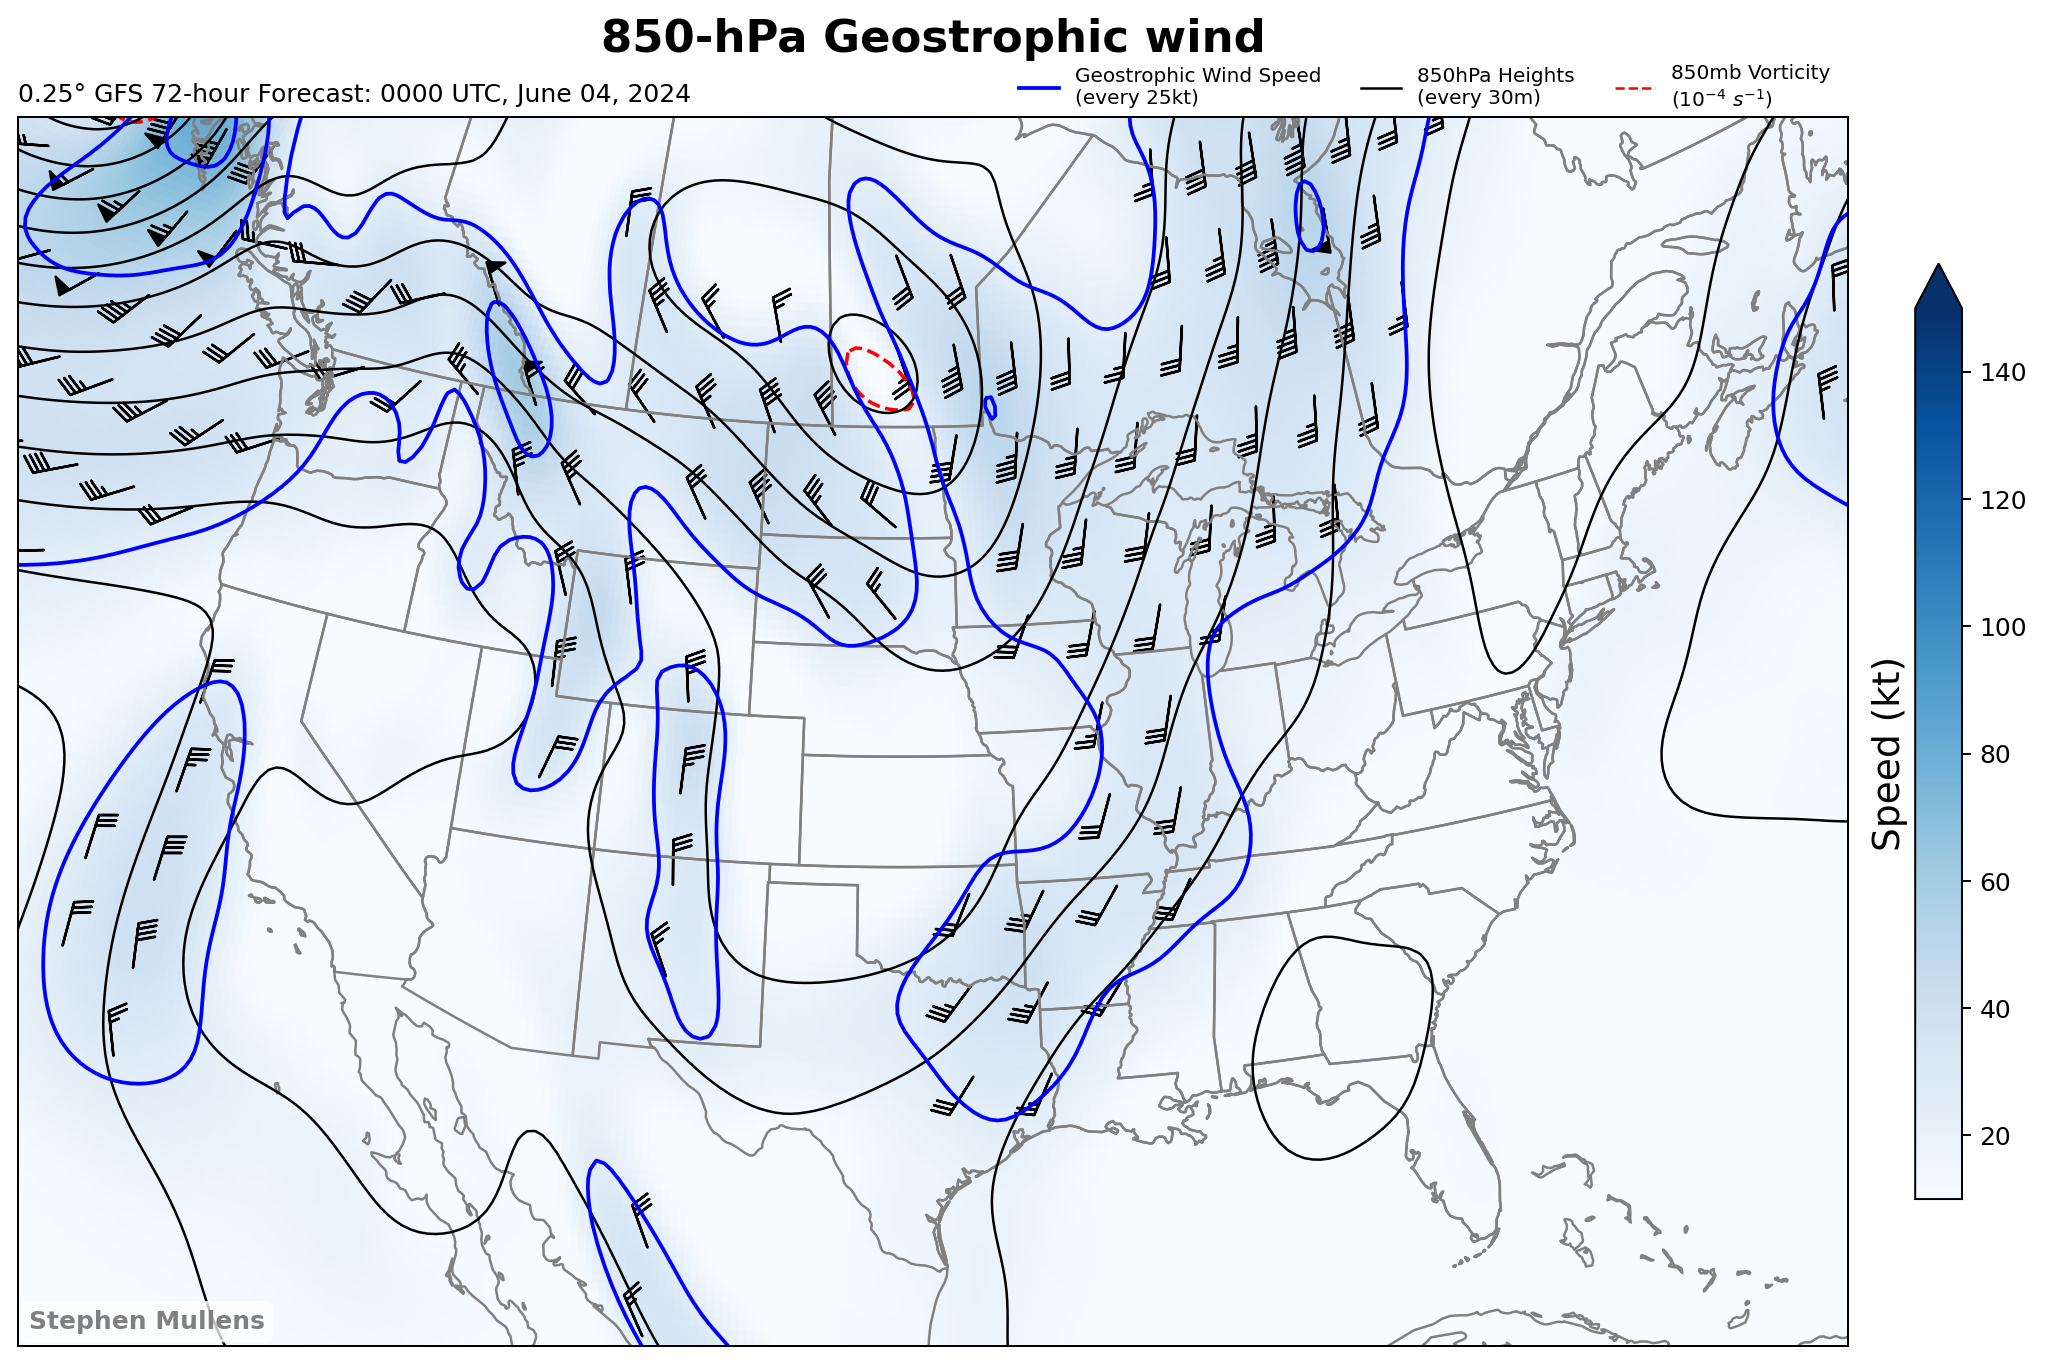 850-hPa Geostrophic wind
0.25° GFS 72-hour Forecast: 0000 UTC, June 04, 2024
Geostrophic Wind Speed
(every 25kt)
850hPa Heights
(every 30m)
850mb Vorticity
(10⁻⁴ s⁻¹)
140
120
100
80
60
40
20
Speed (kt)
Stephen Mullens